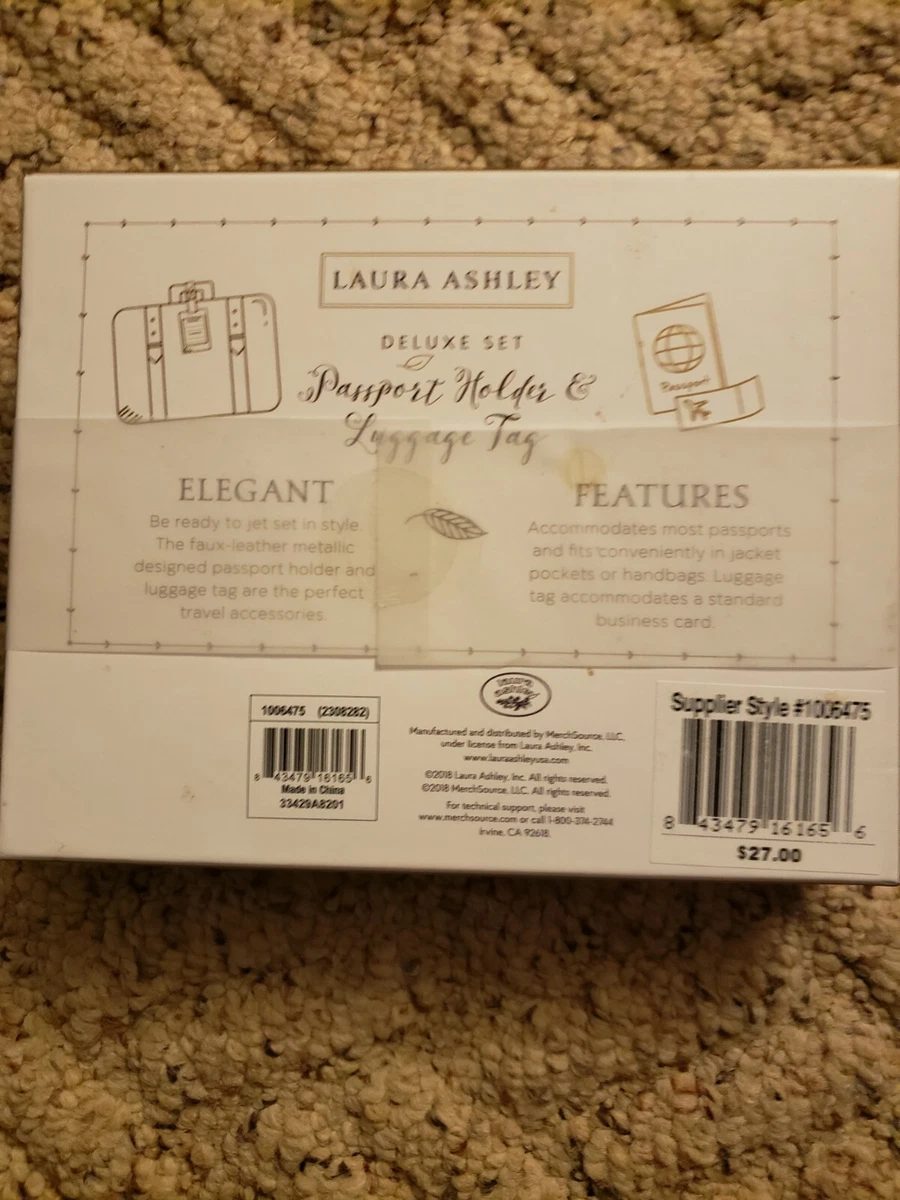 LAURA ASHLEY
DELUXE SET
Passport Holder &
Luggage Tag
Passport
ELEGANT
Be ready to jet set in style
The faux-leather metallic
designed passport holder and
luggage tag are the perfect
travel accessories.
FEATURES
Accommodates most passports
and fits conveniently in jacket
pockets or handbags. Luggage
tag accommodates a standard
business card.
1006475 (2308282)
8 43479 16165 6
Made in China
33429A8201
laura
ashley
Manufactured and distributed by MerchSource, LLC,
under license from Laura Ashley, Inc.
www.lauraashleyusa.com
©2018 Laura Ashley, Inc. All rights reserved.
©2018 MerchSource, LLC. All rights reserved.
For technical support, please visit
www.merchsource.com or call 1-800-374-2744
Irvine, CA 92618.
Supplier Style #1006475
8 43479 16165 6
$27.00